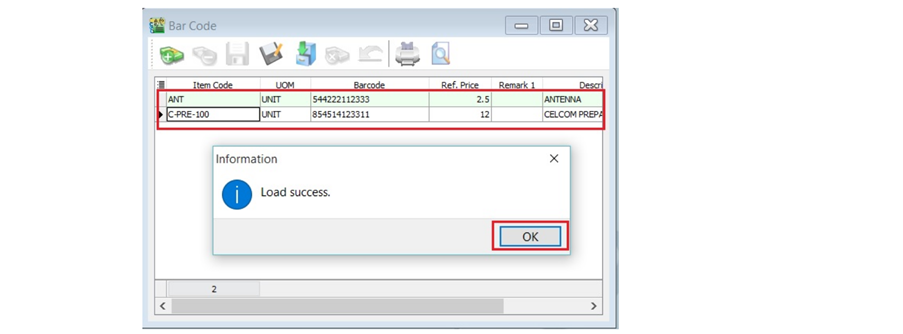 Bar Code
Item Code UOM Barcode Ref. Price Remark 1 Descri
ANT UNIT 544222112333 2.5 ANTENNA
C-PRE-100 UNIT 854514123311 12 CELCOM PREPA
Information
Load success.
OK
2